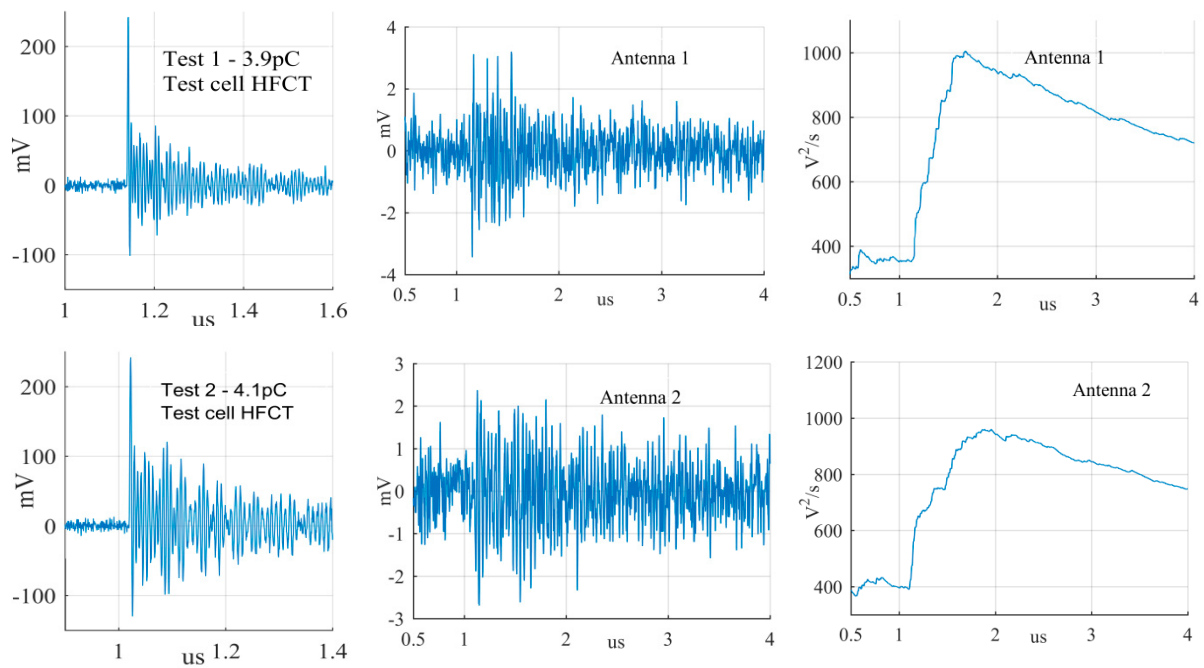 200
100
0
-100
mV
Test 1 - 3.9pC
Test cell HFCT
1
1.2
1.4
1.6
us
4
2
0
-2
-4
mV
Antenna 1
0.5
1
2
3
4
us
1000
800
600
400
V²/s
Antenna 1
0.5
1
2
3
4
us
200
100
0
-100
mV
Test 2 - 4.1pC
Test cell HFCT
1
1.2
1.4
us
3
2
1
0
-1
-2
-3
mV
Antenna 2
0.5
1
2
3
4
us
1200
1000
800
600
400
V²/s
Antenna 2
0.5
1
2
3
4
us